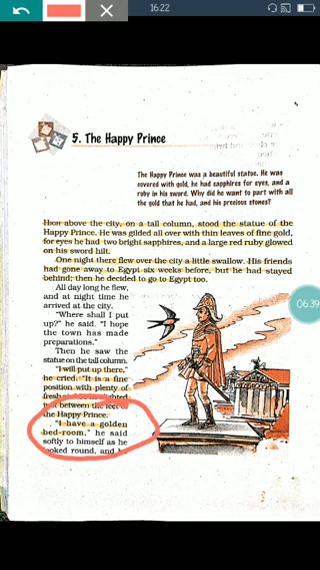 16:22
5. The Happy Prince
The Happy Prince was a beautiful statue. He was
covered with gold, he had sapphires for eyes, and a
ruby in his sword. Why did he want to part with all
the gold that he had, and his precious stones?
High above the city, on a tall column, stood the statue of the
Happy Prince. He was gilded all over with thin leaves of fine gold,
for eyes he had two bright sapphires, and a large red ruby glowed
on his sword hilt.
One night there flew over the city a little swallow. His friends
had gone away to Egypt six weeks before, but he had stayed
behind; then he decided to go to Egypt too.
All day long he flew,
and at night time he
arrived at the city.
"Where shall I put
up?" he said. "I hope
the town has made
preparations."
Then he saw the
statue on the tall column.
"I will put up there,"
he cried. "It is a fine
position with plenty of
fresh
between the feet of
the Happy Prince.
"I have a golden
bed-room," he said
softly to himself as he
looked round, and
06:39